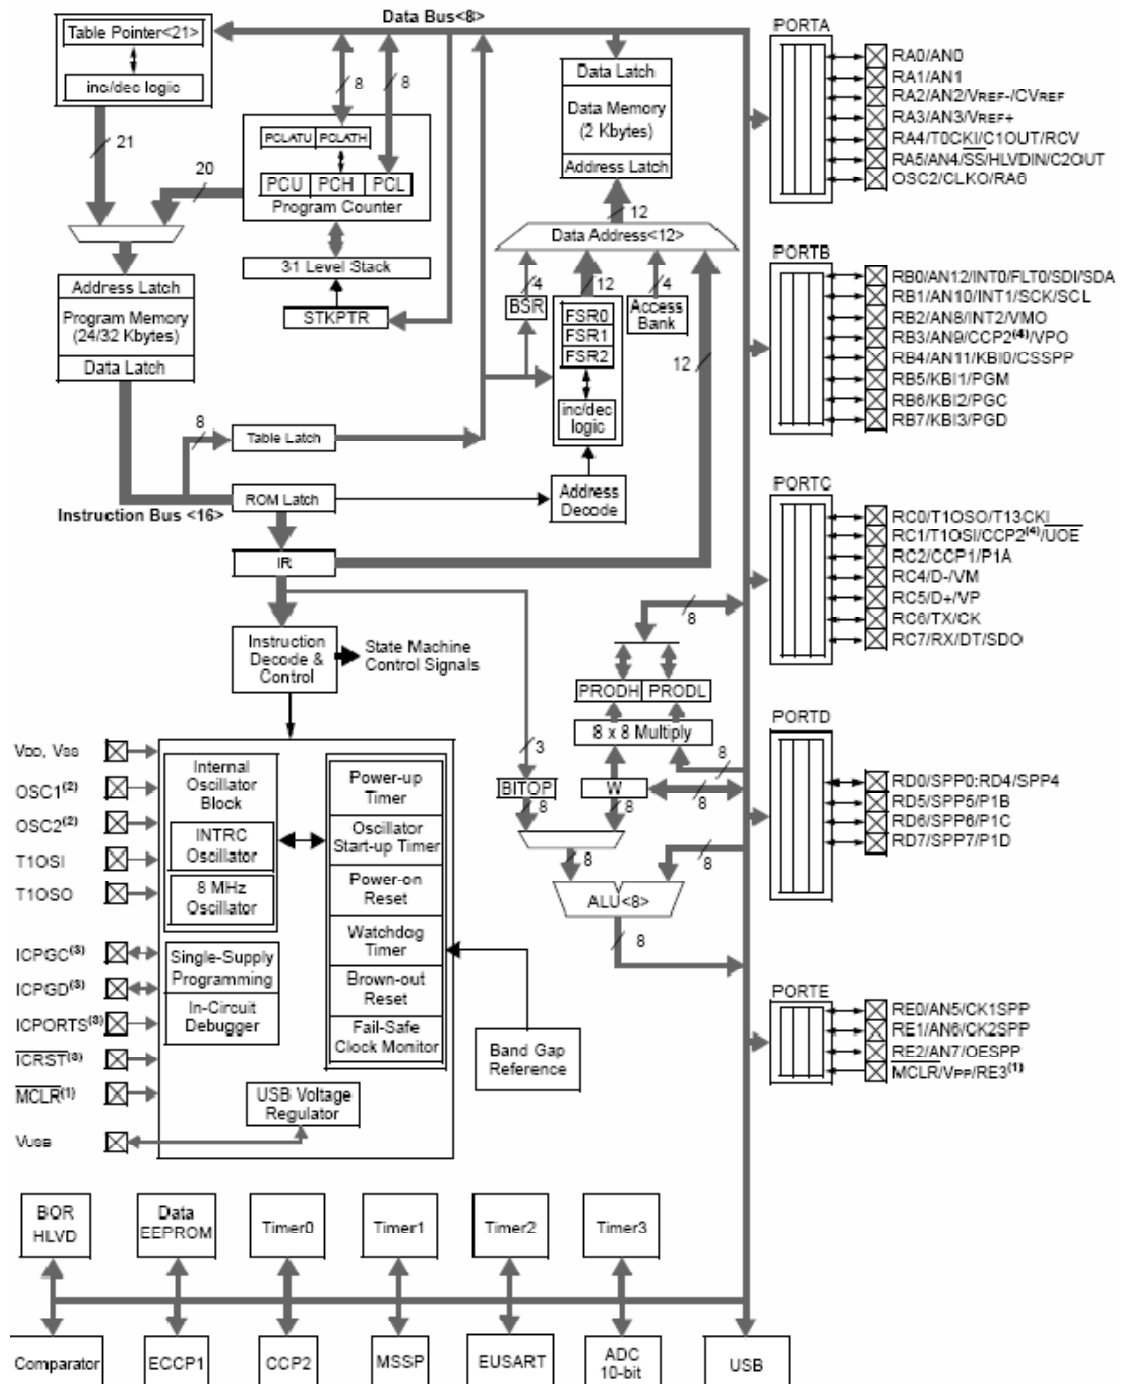 Data Bus<8>
Table Pointer<21>
inc/dec logic
21
20
8
8
PCLATU PCLATH
PCU PCH PCL
Program Counter
31 Level Stack
STKPTR
Data Latch
Data Memory
(2 Kbytes)
Address Latch
12
Data Address<12>
4
12
4
BSR
FSR0
FSR1
FSR2
Access
Bank
inc/dec
logic
12
Address Latch
Program Memory
(24/32 Kbytes)
Data Latch
8
Table Latch
ROM Latch
Instruction Bus <16>
Address
Decode
IR
Instruction
Decode &
Control
State Machine
Control Signals
8
PRODH PRODL
8 x 8 Multiply
3
8
BITOP
W
8
8
8
8
8
ALU<8>
8
VDD, VSS
OSC1(2)
OSC2(2)
T1OSI
T1OSO
ICPGC(3)
ICPGD(3)
ICPORTS(3)
ICRST(3)
MCLR(1)
VUSB
Internal
Oscillator
Block
INTRC
Oscillator
8 MHz
Oscillator
Single-Supply
Programming
In-Circuit
Debugger
Power-up
Timer
Oscillator
Start-up Timer
Power-on
Reset
Watchdog
Timer
Brown-out
Reset
Fail-Safe
Clock Monitor
USB Voltage
Regulator
Band Gap
Reference
PORTA
RA0/AN0
RA1/AN1
RA2/AN2/VREF-/CVREF
RA3/AN3/VREF+
RA4/T0CKI/C1OUT/RCV
RA5/AN4/SS/HLVDIN/C2OUT
OSC2/CLKO/RA6
PORTB
RB0/AN12/INT0/FLT0/SDI/SDA
RB1/AN10/INT1/SCK/SCL
RB2/AN8/INT2/VMO
RB3/AN9/CCP2(4)/VPO
RB4/AN11/KBI0/CSSPP
RB5/KBI1/PGM
RB6/KBI2/PGC
RB7/KBI3/PGD
PORTC
RC0/T1OSO/T13CKI
RC1/T1OSI/CCP2(4)/UOE
RC2/CCP1/P1A
RC4/D-/VM
RC5/D+/VP
RC6/TX/CK
RC7/RX/DT/SDO
PORTD
RD0/SPP0:RD4/SPP4
RD5/SPP5/P1B
RD6/SPP6/P1C
RD7/SPP7/P1D
PORTE
RE0/AN5/CK1SPP
RE1/AN6/CK2SPP
RE2/AN7/OESPP
MCLR/VPP/RE3(1)
BOR
HLVD
Data
EEPROM
Timer0
Timer1
Timer2
Timer3
Comparator
ECCP1
CCP2
MSSP
EUSART
ADC
10-bit
USB